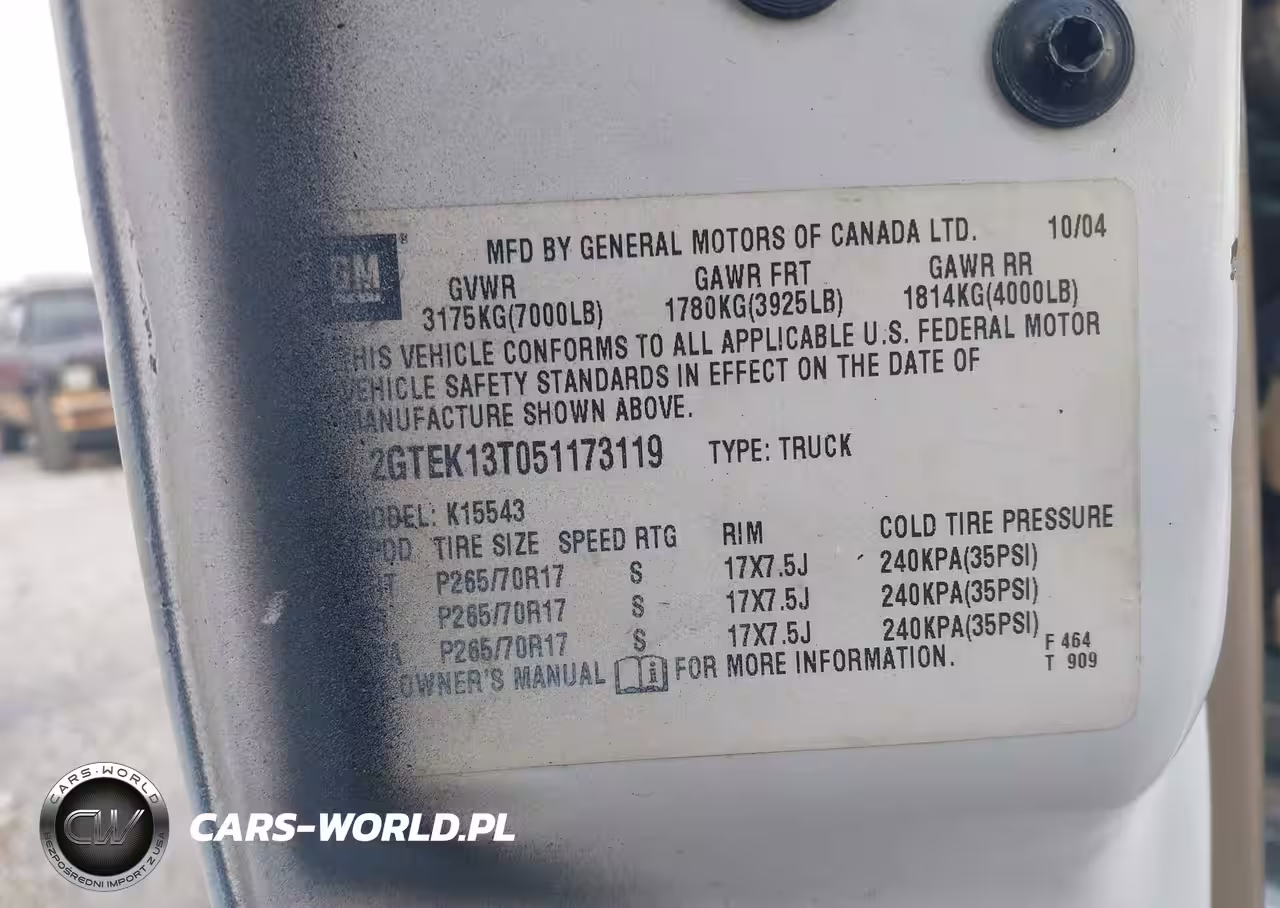 GM
MFD BY GENERAL MOTORS OF CANADA LTD. 10/04
GVWR GAWR FRT GAWR RR
3175KG(7000LB) 1780KG(3925LB) 1814KG(4000LB)
HIS VEHICLE CONFORMS TO ALL APPLICABLE U.S. FEDERAL MOTOR
VEHICLE SAFETY STANDARDS IN EFFECT ON THE DATE OF
MANUFACTURE SHOWN ABOVE.
2GTEK13T051173119 TYPE: TRUCK
MODEL: K15543
TIRE SIZE SPEED RTG RIM COLD TIRE PRESSURE
P265/70R17 S 17X7.5J 240KPA(35PSI)
P265/70R17 S 17X7.5J 240KPA(35PSI)
P265/70R17 S 17X7.5J 240KPA(35PSI)
OWNER'S MANUAL FOR MORE INFORMATION.
F 464
T 909
CARS-WORLD
CW
BEZPOŚREDNI IMPORT Z USA
CARS-WORLD.PL